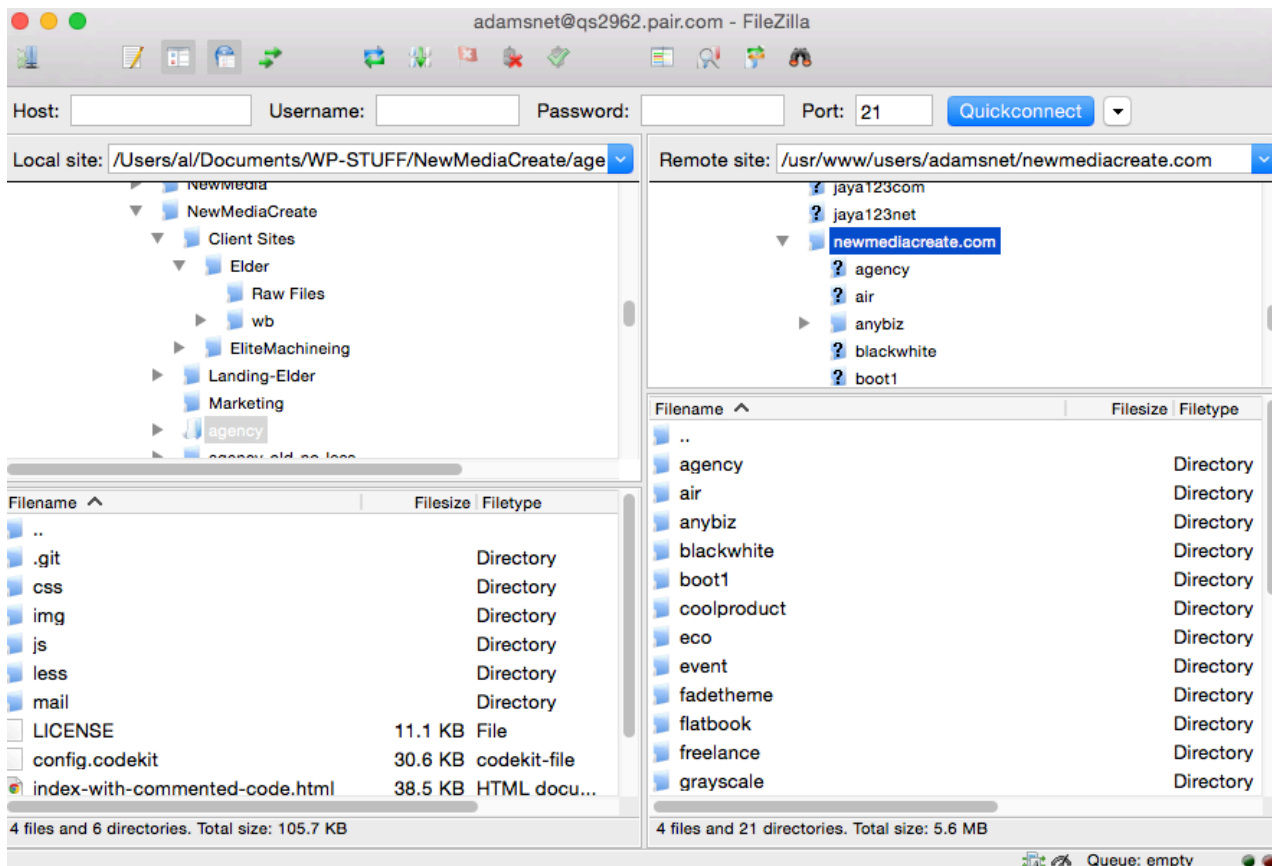 adamsnet@qs2962.pair.com - FileZilla
Host: Username: Password: Port: 21 Quickconnect
Local site: /Users/al/Documents/WP-STUFF/NewMediaCreate/age
NewMedia
NewMediaCreate
Client Sites
Elder
Raw Files
wb
EliteMachineing
Landing-Elder
Marketing
agency
agency-old-no-less
Filename Filesize Filetype
..
.git Directory
css Directory
img Directory
js Directory
less Directory
mail Directory
LICENSE 11.1 KB File
config.codekit 30.6 KB codekit-file
index-with-commented-code.html 38.5 KB HTML docu...
4 files and 6 directories. Total size: 105.7 KB
Remote site: /usr/www/users/adamsnet/newmediacreate.com
? jaya123com
? jaya123net
newmediacreate.com
? agency
? air
anybiz
? blackwhite
? boot1
Filename Filesize Filetype
..
agency Directory
air Directory
anybiz Directory
blackwhite Directory
boot1 Directory
coolproduct Directory
eco Directory
event Directory
fadetheme Directory
flatbook Directory
freelance Directory
grayscale Directory
4 files and 21 directories. Total size: 5.6 MB
Queue: empty